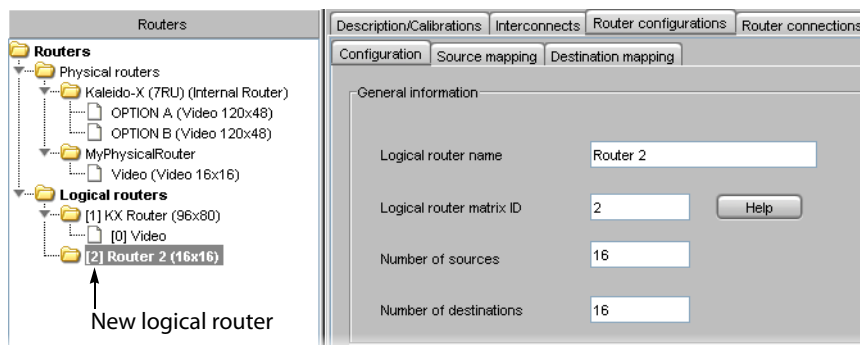 Routers
Routers
Physical routers
Kaleido-X (7RU) (Internal Router)
OPTION A (Video 120x48)
OPTION B (Video 120x48)
MyPhysicalRouter
Video (Video 16x16)
Logical routers
[1] KX Router (96x80)
[0] Video
[2] Router 2 (16x16)
New logical router
Description/Calibrations Interconnects Router configurations Router connections
Configuration Source mapping Destination mapping
General information
Logical router name Router 2
Logical router matrix ID 2 Help
Number of sources 16
Number of destinations 16